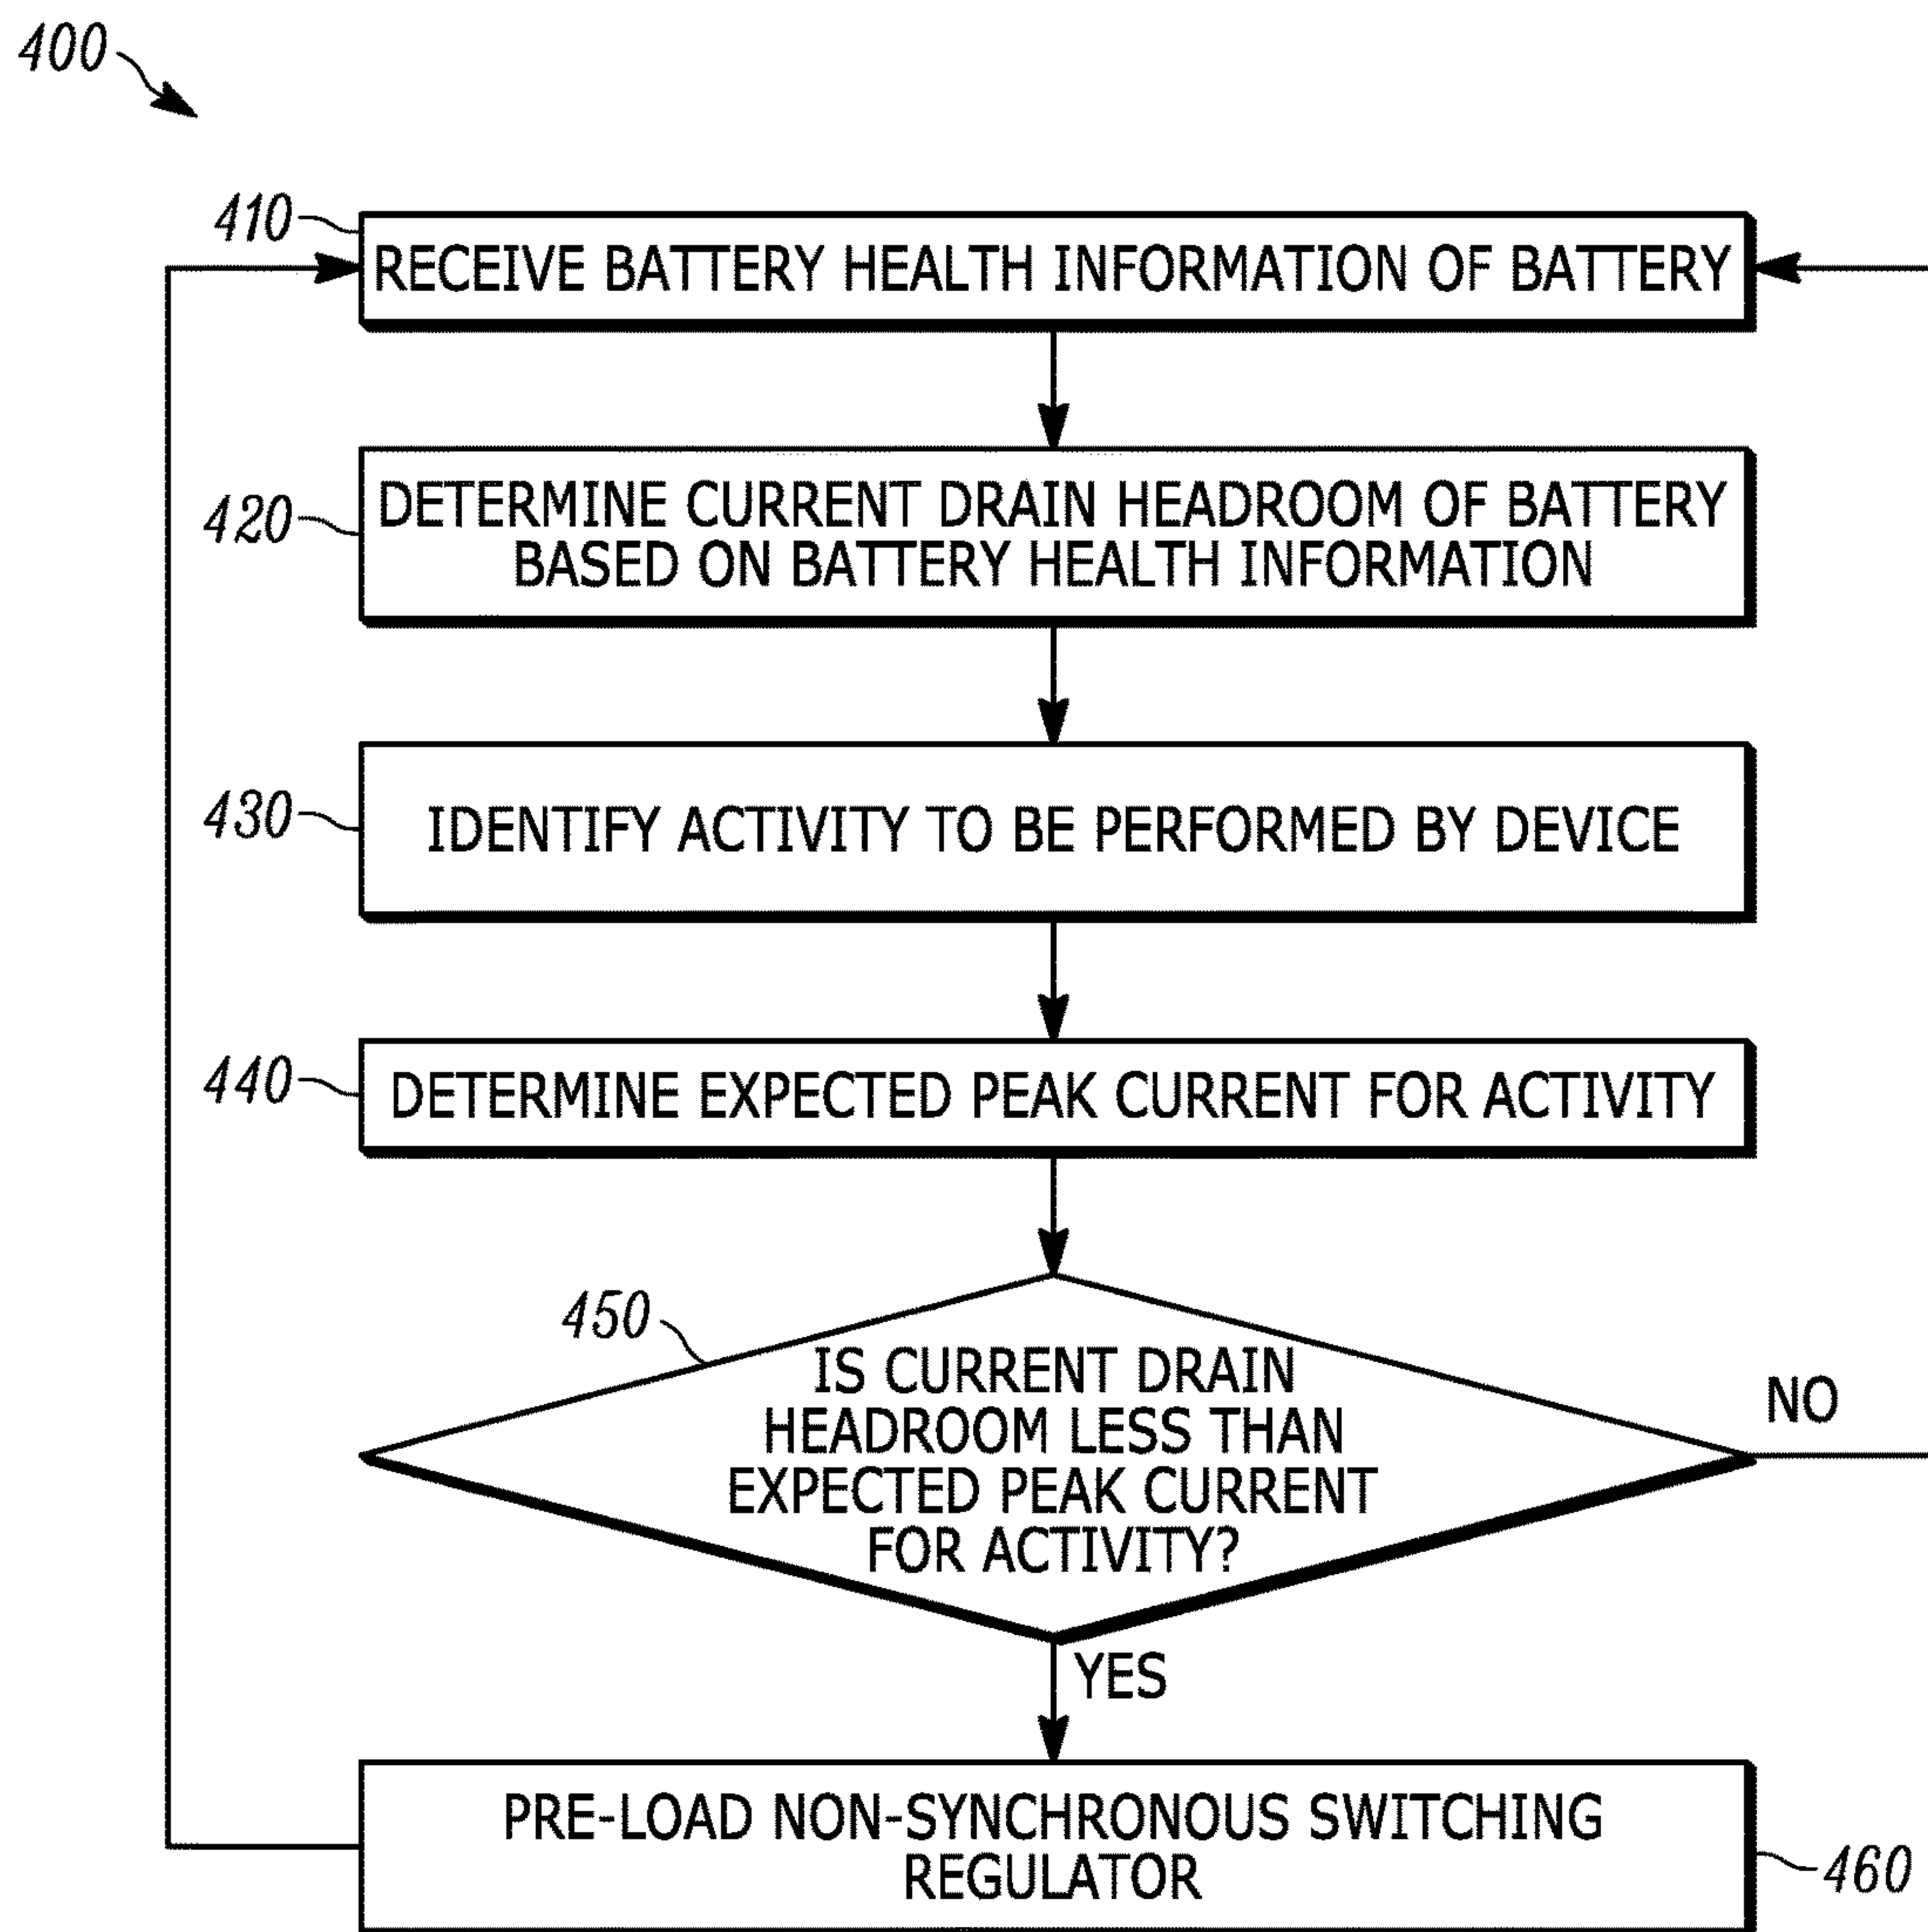 400
410
RECEIVE BATTERY HEALTH INFORMATION OF BATTERY
420
DETERMINE CURRENT DRAIN HEADROOM OF BATTERY
BASED ON BATTERY HEALTH INFORMATION
430
IDENTIFY ACTIVITY TO BE PERFORMED BY DEVICE
440
DETERMINE EXPECTED PEAK CURRENT FOR ACTIVITY
450
IS CURRENT DRAIN
HEADROOM LESS THAN
EXPECTED PEAK CURRENT
FOR ACTIVITY?
NO
YES
PRE-LOAD NON-SYNCHRONOUS SWITCHING
REGULATOR
460